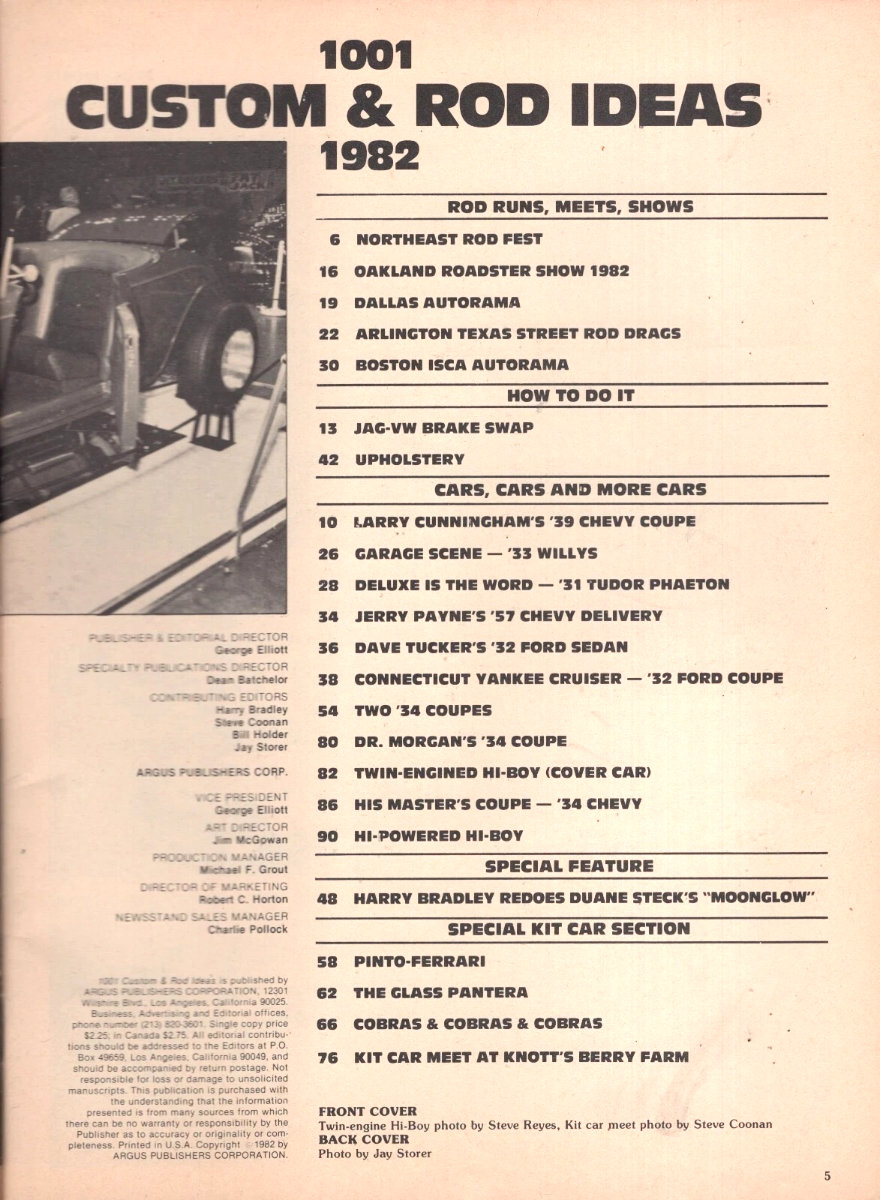 1001
CUSTOM & ROD IDEAS
1982
ROD RUNS, MEETS, SHOWS
6 NORTHEAST ROD FEST
16 OAKLAND ROADSTER SHOW 1982
19 DALLAS AUTORAMA
22 ARLINGTON TEXAS STREET ROD DRAGS
30 BOSTON ISCA AUTORAMA
HOW TO DO IT
13 JAG-VW BRAKE SWAP
42 UPHOLSTERY
CARS, CARS AND MORE CARS
10 LARRY CUNNINGHAM'S '39 CHEVY COUPE
26 GARAGE SCENE — '33 WILLYS
28 DELUXE IS THE WORD — '31 TUDOR PHAETON
34 JERRY PAYNE'S '57 CHEVY DELIVERY
36 DAVE TUCKER'S '32 FORD SEDAN
38 CONNECTICUT YANKEE CRUISER — '32 FORD COUPE
54 TWO '34 COUPES
80 DR. MORGAN'S '34 COUPE
82 TWIN-ENGINED HI-BOY (COVER CAR)
86 HIS MASTER'S COUPE — '34 CHEVY
90 HI-POWERED HI-BOY
SPECIAL FEATURE
48 HARRY BRADLEY REDOES DUANE STECK'S "MOONGLOW"
SPECIAL KIT CAR SECTION
58 PINTO-FERRARI
62 THE GLASS PANTERA
66 COBRAS & COBRAS & COBRAS
76 KIT CAR MEET AT KNOTT'S BERRY FARM
FRONT COVER
Twin-engine Hi-Boy photo by Steve Reyes, Kit car meet photo by Steve Coonan
BACK COVER
Photo by Jay Storer
PUBLISHER & EDITORIAL DIRECTOR
George Elliott
SPECIALTY PUBLICATIONS DIRECTOR
Dean Batchelor
CONTRIBUTING EDITORS
Harry Bradley
Steve Coonan
Bill Holder
Jay Storer
ARGUS PUBLISHERS CORP.
VICE PRESIDENT
George Elliott
ART DIRECTOR
Jim McGowan
PRODUCTION MANAGER
Michael F. Grout
DIRECTOR OF MARKETING
Robert C. Horton
NEWSSTAND SALES MANAGER
Charlie Pollock
1001 Custom & Rod Ideas is published by
ARGUS PUBLISHERS CORPORATION, 12301
Wilshire Blvd., Los Angeles, California 90025.
Business, Advertising and Editorial offices,
phone number (213) 820-3601. Single copy price
$2.25; in Canada $2.75. All editorial contribu-
tions should be addressed to the Editors at P.O.
Box 49659, Los Angeles, California 90049, and
should be accompanied by return postage. Not
responsible for loss or damage to unsolicited
manuscripts. This publication is purchased with
the understanding that the information
presented is from many sources from which
there can be no warranty or responsibility by the
Publisher as to accuracy or originality or com-
pleteness. Printed in U.S.A. Copyright ©1982 by
ARGUS PUBLISHERS CORPORATION.
5